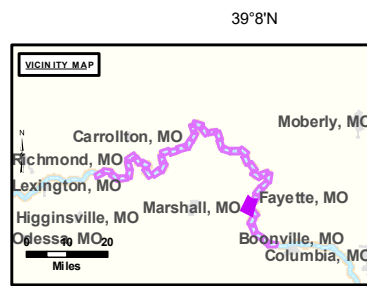 39°8'N
VICINITY MAP
Moberly, MO
Carrollton, MO
N
Richmond, MO
Lexington, MO
Fayette, MO
Marshall, MO
Higginsville, MO
Odessa, MO
Boonville, MO
Columbia, MO
0 10 20
Miles